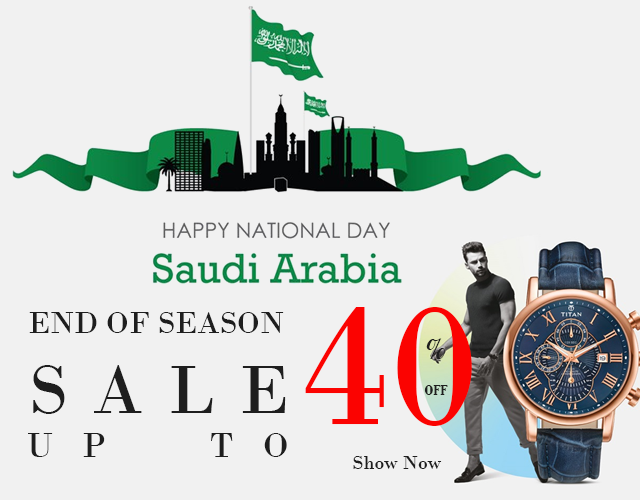 HAPPY NATIONAL DAY
Saudi Arabia
END OF SEASON
SALE
UP TO
40
%
OFF
Show Now
TITAN